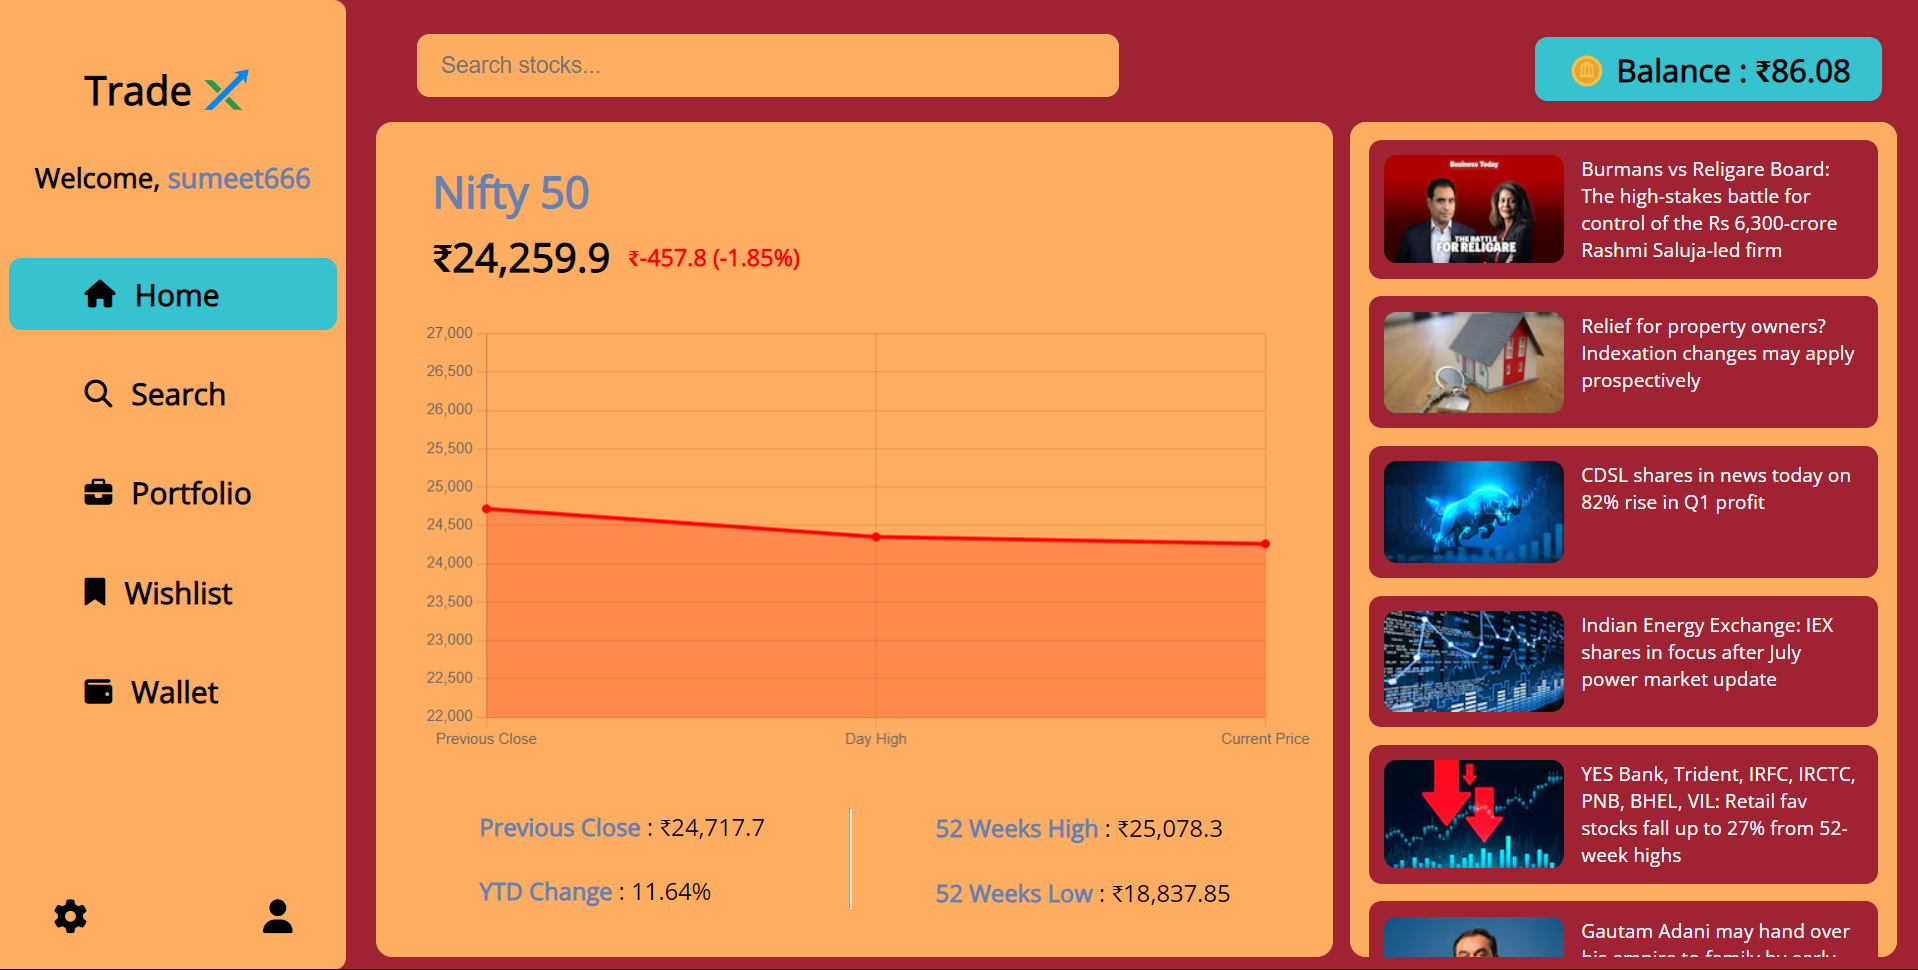 Trade
Welcome, sumeet666
Home
Search
Portfolio
Wishlist
Wallet
Search stocks...
Balance : ₹86.08
Nifty 50
₹24,259.9 ₹-457.8 (-1.85%)
27,000
26,500
26,000
25,500
25,000
24,500
24,000
23,500
23,000
22,500
22,000
Previous Close Day High Current Price
Previous Close : ₹24,717.7
YTD Change : 11.64%
52 Weeks High : ₹25,078.3
52 Weeks Low : ₹18,837.85
Business Today
THE BATTLE
FOR RELIGARE
Burmans vs Religare Board:
The high-stakes battle for
control of the Rs 6,300-crore
Rashmi Saluja-led firm
Relief for property owners?
Indexation changes may apply
prospectively
CDSL shares in news today on
82% rise in Q1 profit
Indian Energy Exchange: IEX
shares in focus after July
power market update
YES Bank, Trident, IRFC, IRCTC,
PNB, BHEL, VIL: Retail fav
stocks fall up to 27% from 52-
week highs
Gautam Adani may hand over
his empire to family by early